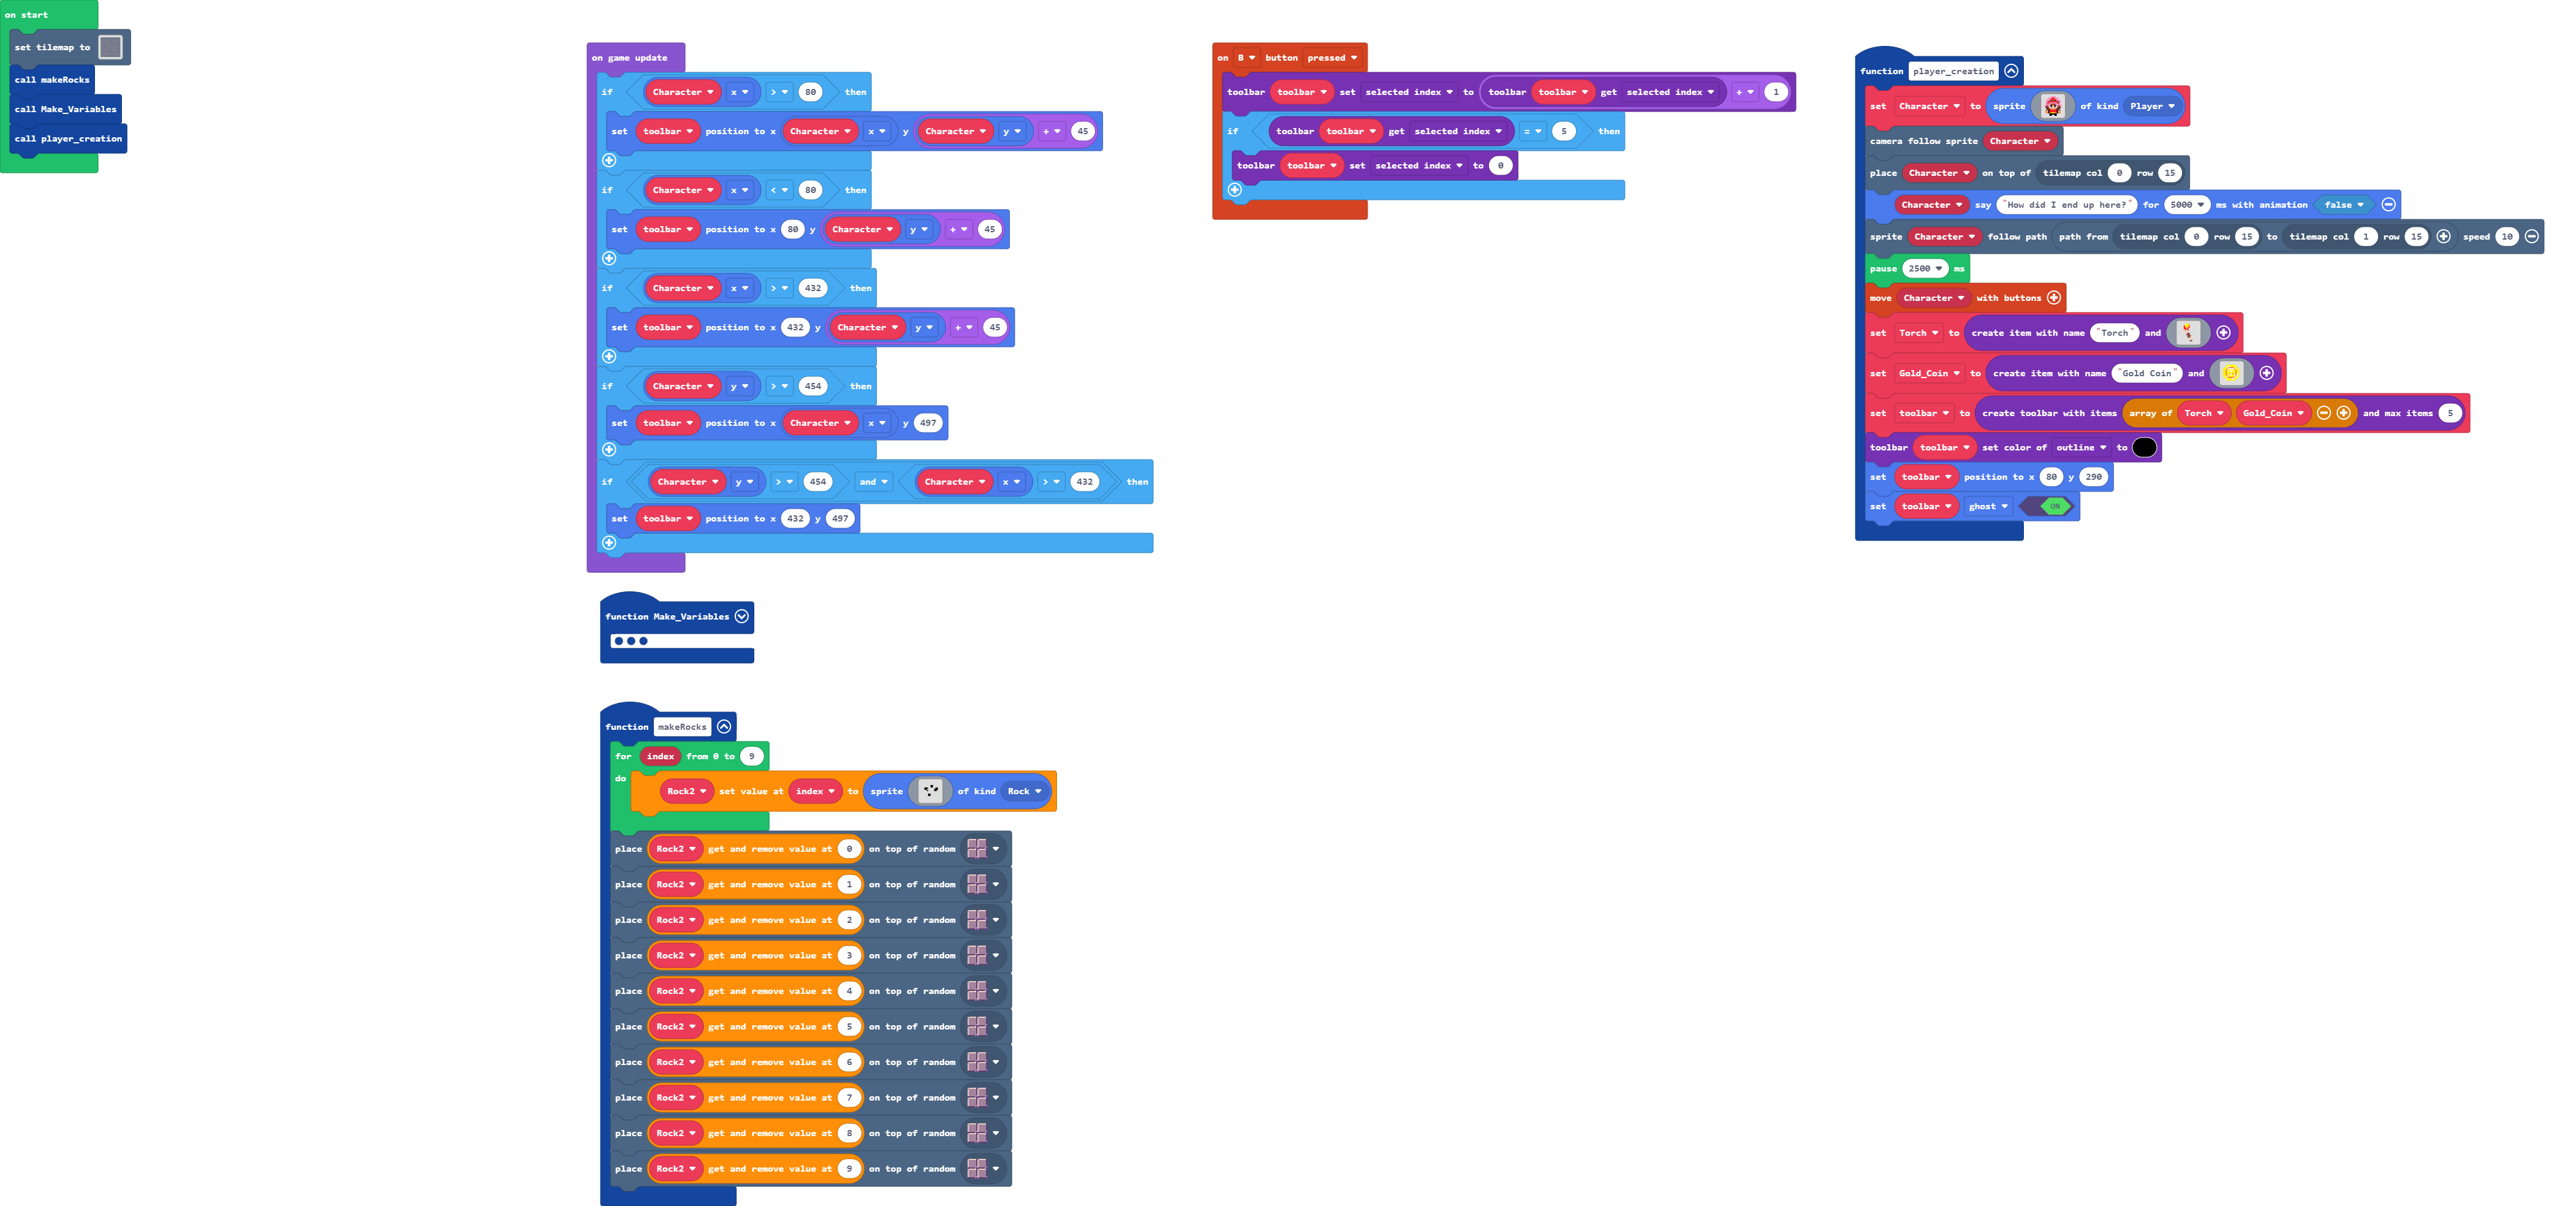 on start
set tilemap to
call makeRocks
call Make_Variables
call player_creation
on game update
if Character x > 80 then
set toolbar position to x Character x y Character y + 45
if Character x < 80 then
set toolbar position to x 80 y Character y + 45
if Character x > 432 then
set toolbar position to x 432 y Character y + 45
if Character y > 454 then
set toolbar position to x Character x y 497
if Character y > 454 and Character x > 432 then
set toolbar position to x 432 y 497
function Make_Variables
function makeRocks
for index from 0 to 9
do Rock2 set value at index to sprite of kind Rock
place Rock2 get and remove value at 0 on top of random
place Rock2 get and remove value at 1 on top of random
place Rock2 get and remove value at 2 on top of random
place Rock2 get and remove value at 3 on top of random
place Rock2 get and remove value at 4 on top of random
place Rock2 get and remove value at 5 on top of random
place Rock2 get and remove value at 6 on top of random
place Rock2 get and remove value at 7 on top of random
place Rock2 get and remove value at 8 on top of random
place Rock2 get and remove value at 9 on top of random
on B button pressed
toolbar toolbar set selected index to toolbar toolbar get selected index + 1
if toolbar toolbar get selected index = 5 then
toolbar toolbar set selected index to 0
function player_creation
set Character to sprite of kind Player
camera follow sprite Character
place Character on top of tilemap col 0 row 15
Character say "How did I end up here?" for 5000 ms with animation false
sprite Character follow path path from tilemap col 0 row 15 to tilemap col 1 row 15 speed 10
pause 2500 ms
move Character with buttons
set Torch to create item with name "Torch" and
set Gold_Coin to create item with name "Gold Coin" and
set toolbar to create toolbar with items array of Torch Gold_Coin and max items 5
toolbar toolbar set color of outline to
set toolbar position to x 80 y 290
set toolbar ghost ON